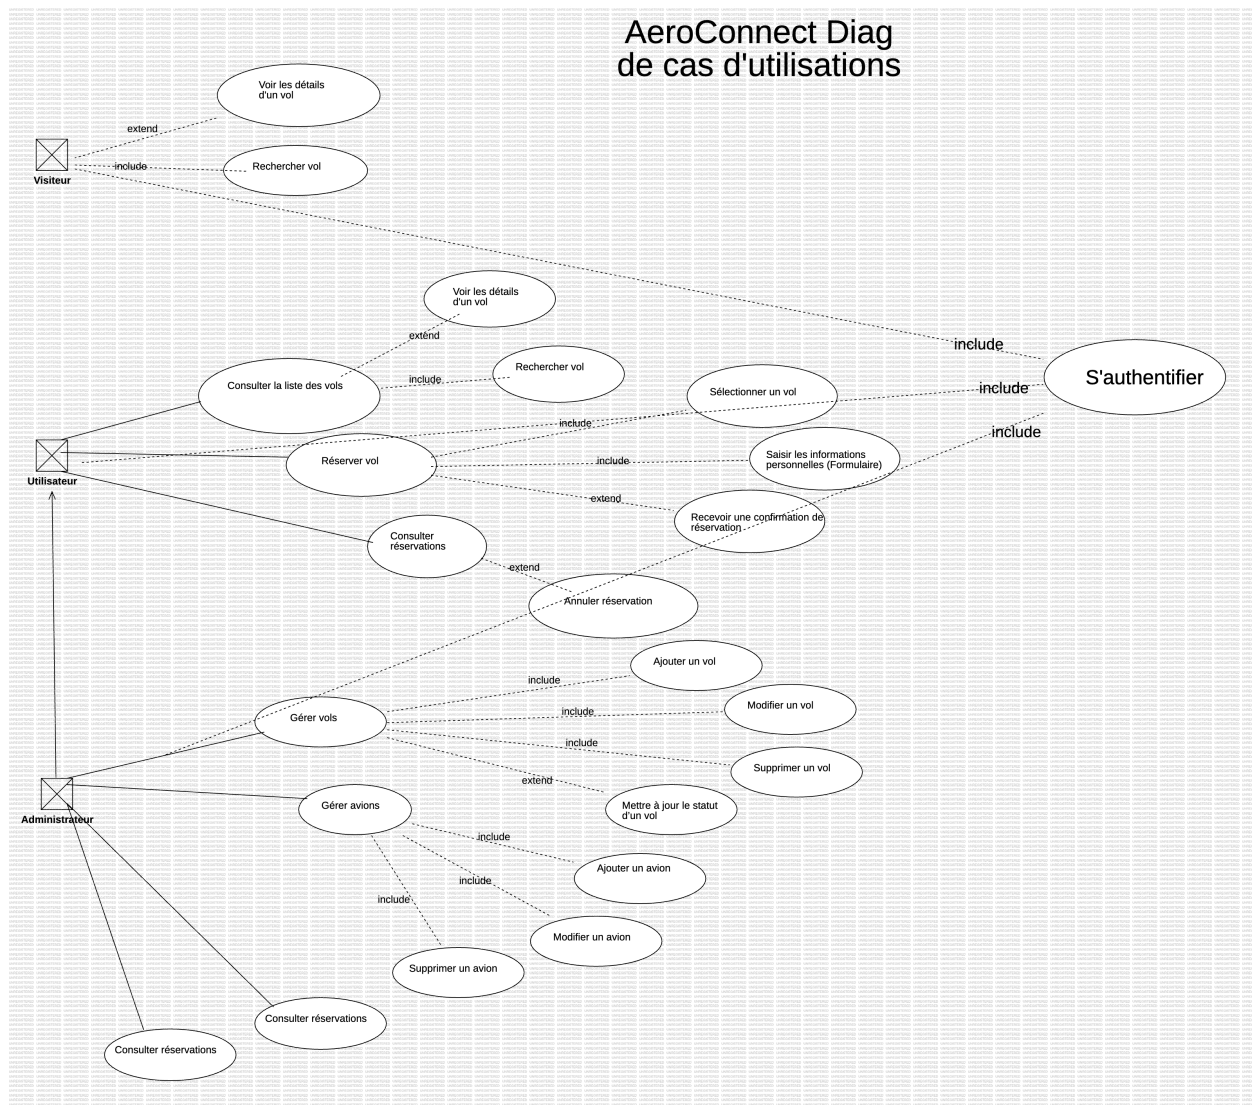 AeroConnect Diag
de cas d'utilisations
Voir les détails
d'un vol
extend
include
Rechercher vol
Visiteur
Voir les détails
d'un vol
extend
include
S'authentifier
Consulter la liste des vols
include
Rechercher vol
Sélectionner un vol
include
include
include
Réserver vol
include
Saisir les informations
personnelles (Formulaire)
Utilisateur
extend
Recevoir une confirmation de
réservation
Consulter
réservations
extend
Annuler réservation
Ajouter un vol
include
Gérer vols
include
Modifier un vol
include
Supprimer un vol
extend
Mettre à jour le statut
d'un vol
Administrateur
Gérer avions
include
Ajouter un avion
include
include
Modifier un avion
Supprimer un avion
Consulter réservations
Consulter réservations